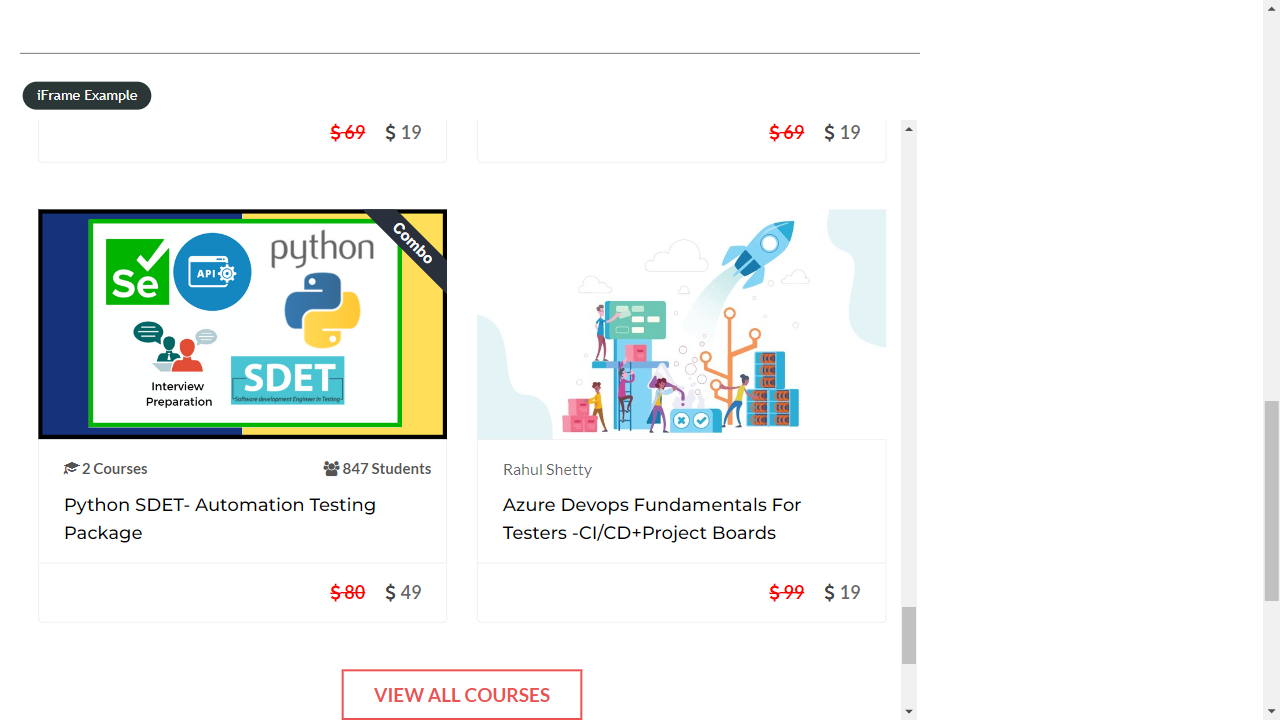 iFrame Example
$ 69 $ 19
$ 69 $ 19
Combo
python
Se
API
Interview
Preparation
SDET
Software development Engineer in Testing
2 Courses
847 Students
Python SDET- Automation Testing
Package
$ 80 $ 49
Rahul Shetty
Azure Devops Fundamentals For
Testers -CI/CD+Project Boards
$ 99 $ 19
VIEW ALL COURSES